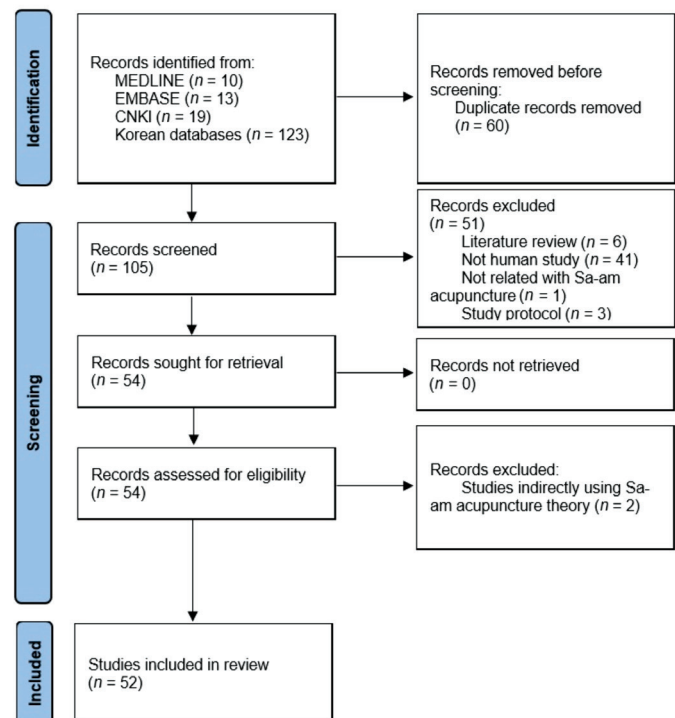 Identification
Records identified from:
MEDLINE (n = 10)
EMBASE (n = 13)
CNKI (n = 19)
Korean databases (n = 123)
Records removed before
screening:
Duplicate records removed
(n = 60)
Screening
Records screened
(n = 105)
Records excluded
(n = 51)
Literature review (n = 6)
Not human study (n = 41)
Not related with Sa-am
acupuncture (n = 1)
Study protocol (n = 3)
Records sought for retrieval
(n = 54)
Records not retrieved
(n = 0)
Records assessed for eligibility
(n = 54)
Records excluded:
Studies indirectly using Sa-
am acupuncture theory (n = 2)
Included
Studies included in review
(n = 52)